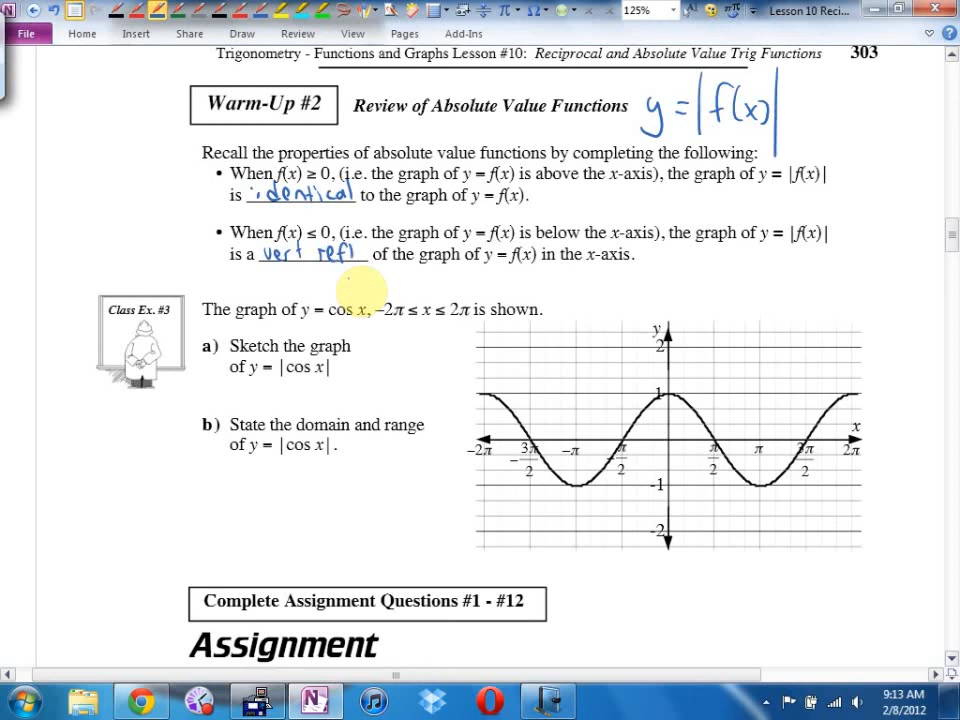 125%
Lesson 10 Reci...
File Home Insert Share Draw Review View Pages Add-Ins
Trigonometry - Functions and Graphs Lesson #10: Reciprocal and Absolute Value Trig Functions 303
Warm-Up #2 Review of Absolute Value Functions y = |f(x)|
Recall the properties of absolute value functions by completing the following:
• When f(x) ≥ 0, (i.e. the graph of y = f(x) is above the x-axis), the graph of y = |f(x)|
is identical to the graph of y = f(x).
• When f(x) ≤ 0, (i.e. the graph of y = f(x) is below the x-axis), the graph of y = |f(x)|
is a vert refl of the graph of y = f(x) in the x-axis.
Class Ex. #3 The graph of y = cos x, –2π ≤ x ≤ 2π is shown.
a) Sketch the graph
of y = |cos x|
b) State the domain and range
of y = |cos x|.
y
2
1
x
–2π –3π/2 –π –π/2 π/2 π 3π/2 2π
-1
-2
Complete Assignment Questions #1 - #12
Assignment
9:13 AM
2/8/2012